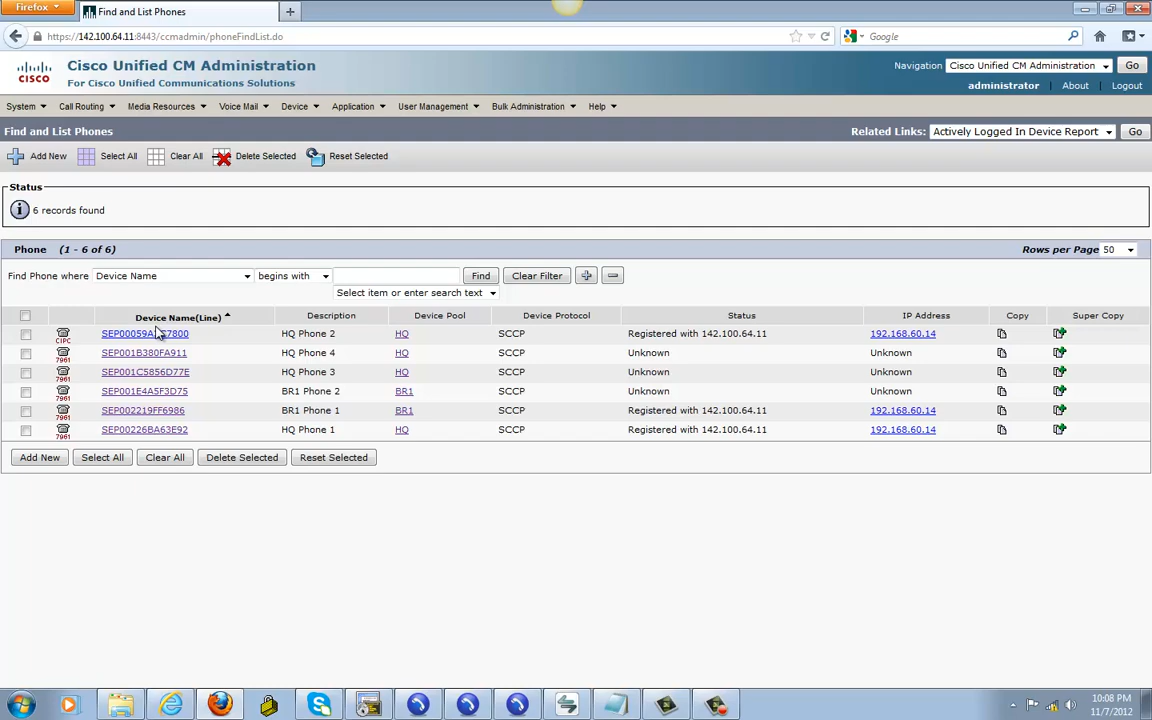 Firefox
Find and List Phones
https://142.100.64.11:8443/ccmadmin/phoneFindList.do
Google
CISCO
Cisco Unified CM Administration
For Cisco Unified Communications Solutions
Navigation Cisco Unified CM Administration Go
administrator About Logout
System Call Routing Media Resources Voice Mail Device Application User Management Bulk Administration Help
Find and List Phones
Related Links: Actively Logged In Device Report Go
Add New Select All Clear All Delete Selected Reset Selected
Status
6 records found
Phone (1 - 6 of 6)
Rows per Page 50
Find Phone where Device Name begins with Find Clear Filter
Select item or enter search text
Device Name(Line) Description Device Pool Device Protocol Status IP Address Copy Super Copy
CIPC HQ Phone 2 HQ SCCP Registered with 142.100.64.11 192.168.60.14
7961 SEP001B380FA911 HQ Phone 4 HQ SCCP Unknown Unknown
7961 SEP001C5856D77E HQ Phone 3 HQ SCCP Unknown Unknown
7961 SEP001E4A5F3D75 BR1 Phone 2 BR1 SCCP Unknown Unknown
7961 SEP002219FF6986 BR1 Phone 1 BR1 SCCP Registered with 142.100.64.11 192.168.60.14
7961 SEP00226BA63E92 HQ Phone 1 HQ SCCP Registered with 142.100.64.11 192.168.60.14
Add New Select All Clear All Delete Selected Reset Selected
10:08 PM
11/7/2012